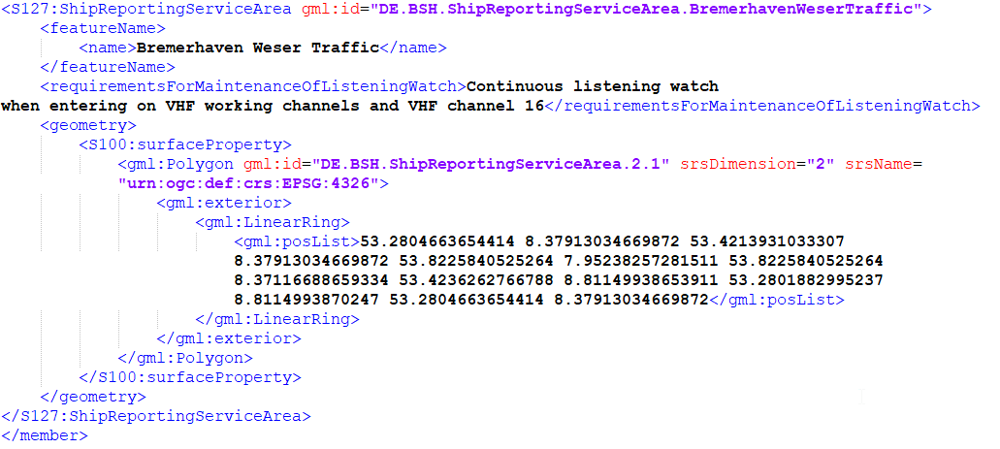 <S127:ShipReportingServiceArea gml:id="DE.BSH.ShipReportingServiceArea.BremerhavenWeserTraffic">
<featureName>
<name>Bremerhaven Weser Traffic</name>
</featureName>
<requirementsForMaintenanceOfListeningWatch>Continuous listening watch
when entering on VHF working channels and VHF channel 16</requirementsForMaintenanceOfListeningWatch>
<geometry>
<S100:surfaceProperty>
<gml:Polygon gml:id="DE.BSH.ShipReportingServiceArea.2.1" srsDimension="2" srsName=
"urn:ogc:def:crs:EPSG:4326">
<gml:exterior>
<gml:LinearRing>
<gml:posList>53.2804663654414 8.37913034669872 53.4213931033307
8.37913034669872 53.8225840525264 7.95238257281511 53.8225840525264
8.37116688659334 53.4236262766788 8.81149938653911 53.2801882995237
8.8114993870247 53.2804663654414 8.37913034669872</gml:posList>
</gml:LinearRing>
</gml:exterior>
</gml:Polygon>
</S100:surfaceProperty>
</geometry>
</S127:ShipReportingServiceArea>
</member>